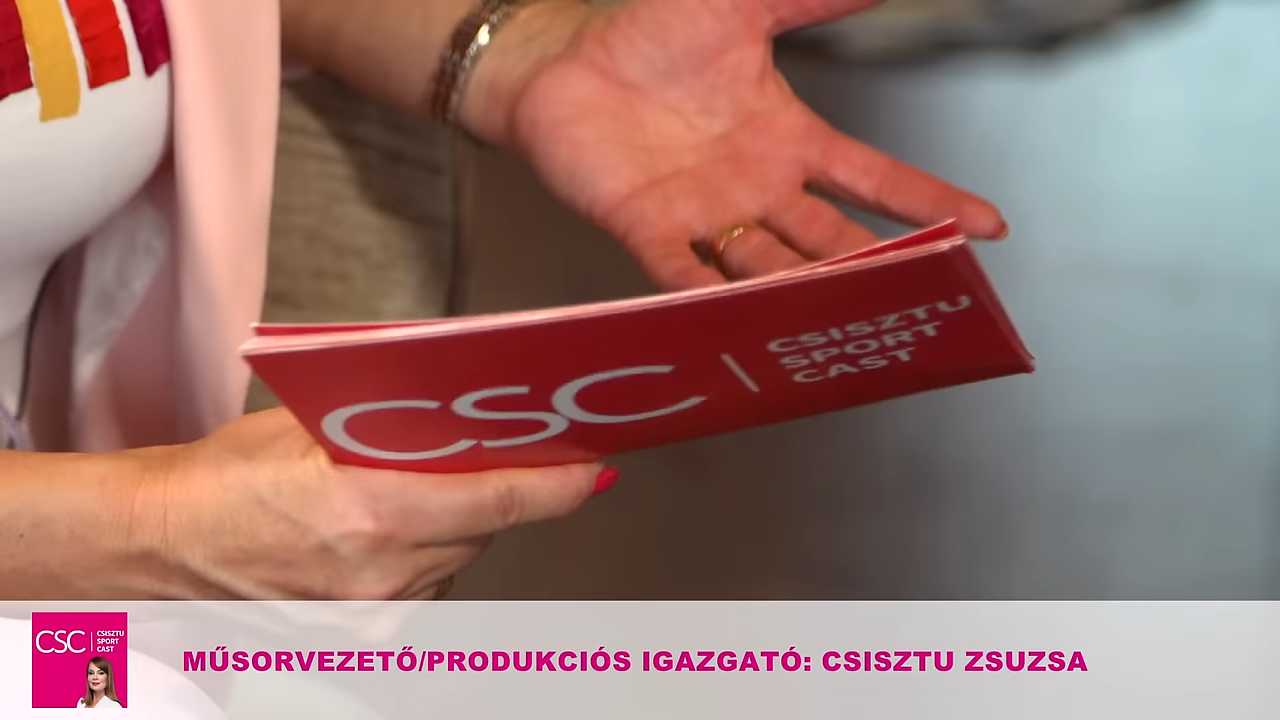 CSC | CSISZTU
SPORT
CAST
CSC | CSISZTU
SPORT
CAST
MŰSORVEZETŐ/PRODUKCIÓS IGAZGATÓ: CSISZTU ZSUZSA